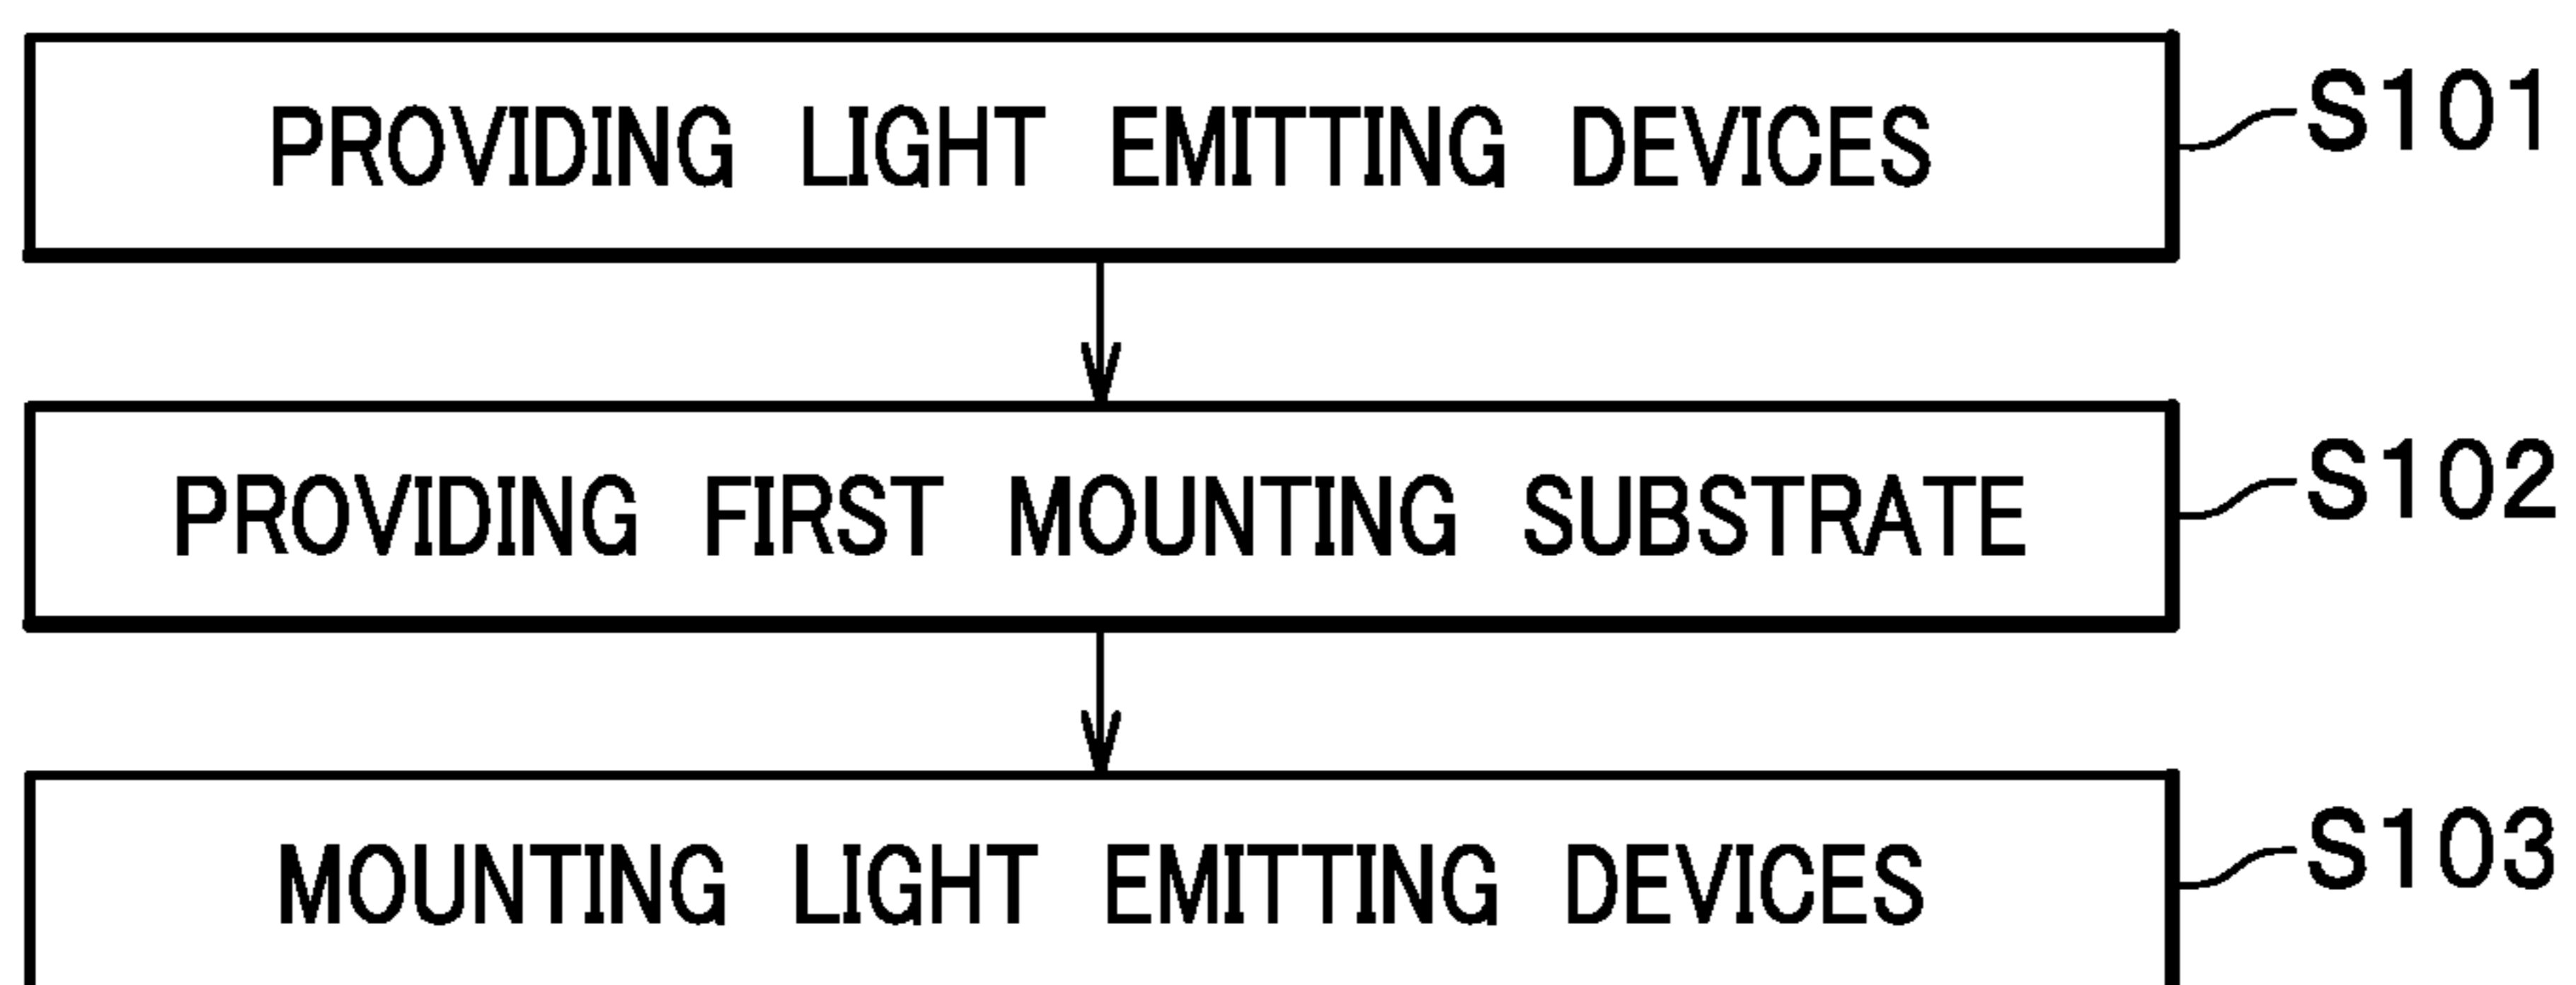 PROVIDING LIGHT EMITTING DEVICES S101
PROVIDING FIRST MOUNTING SUBSTRATE S102
MOUNTING LIGHT EMITTING DEVICES S103